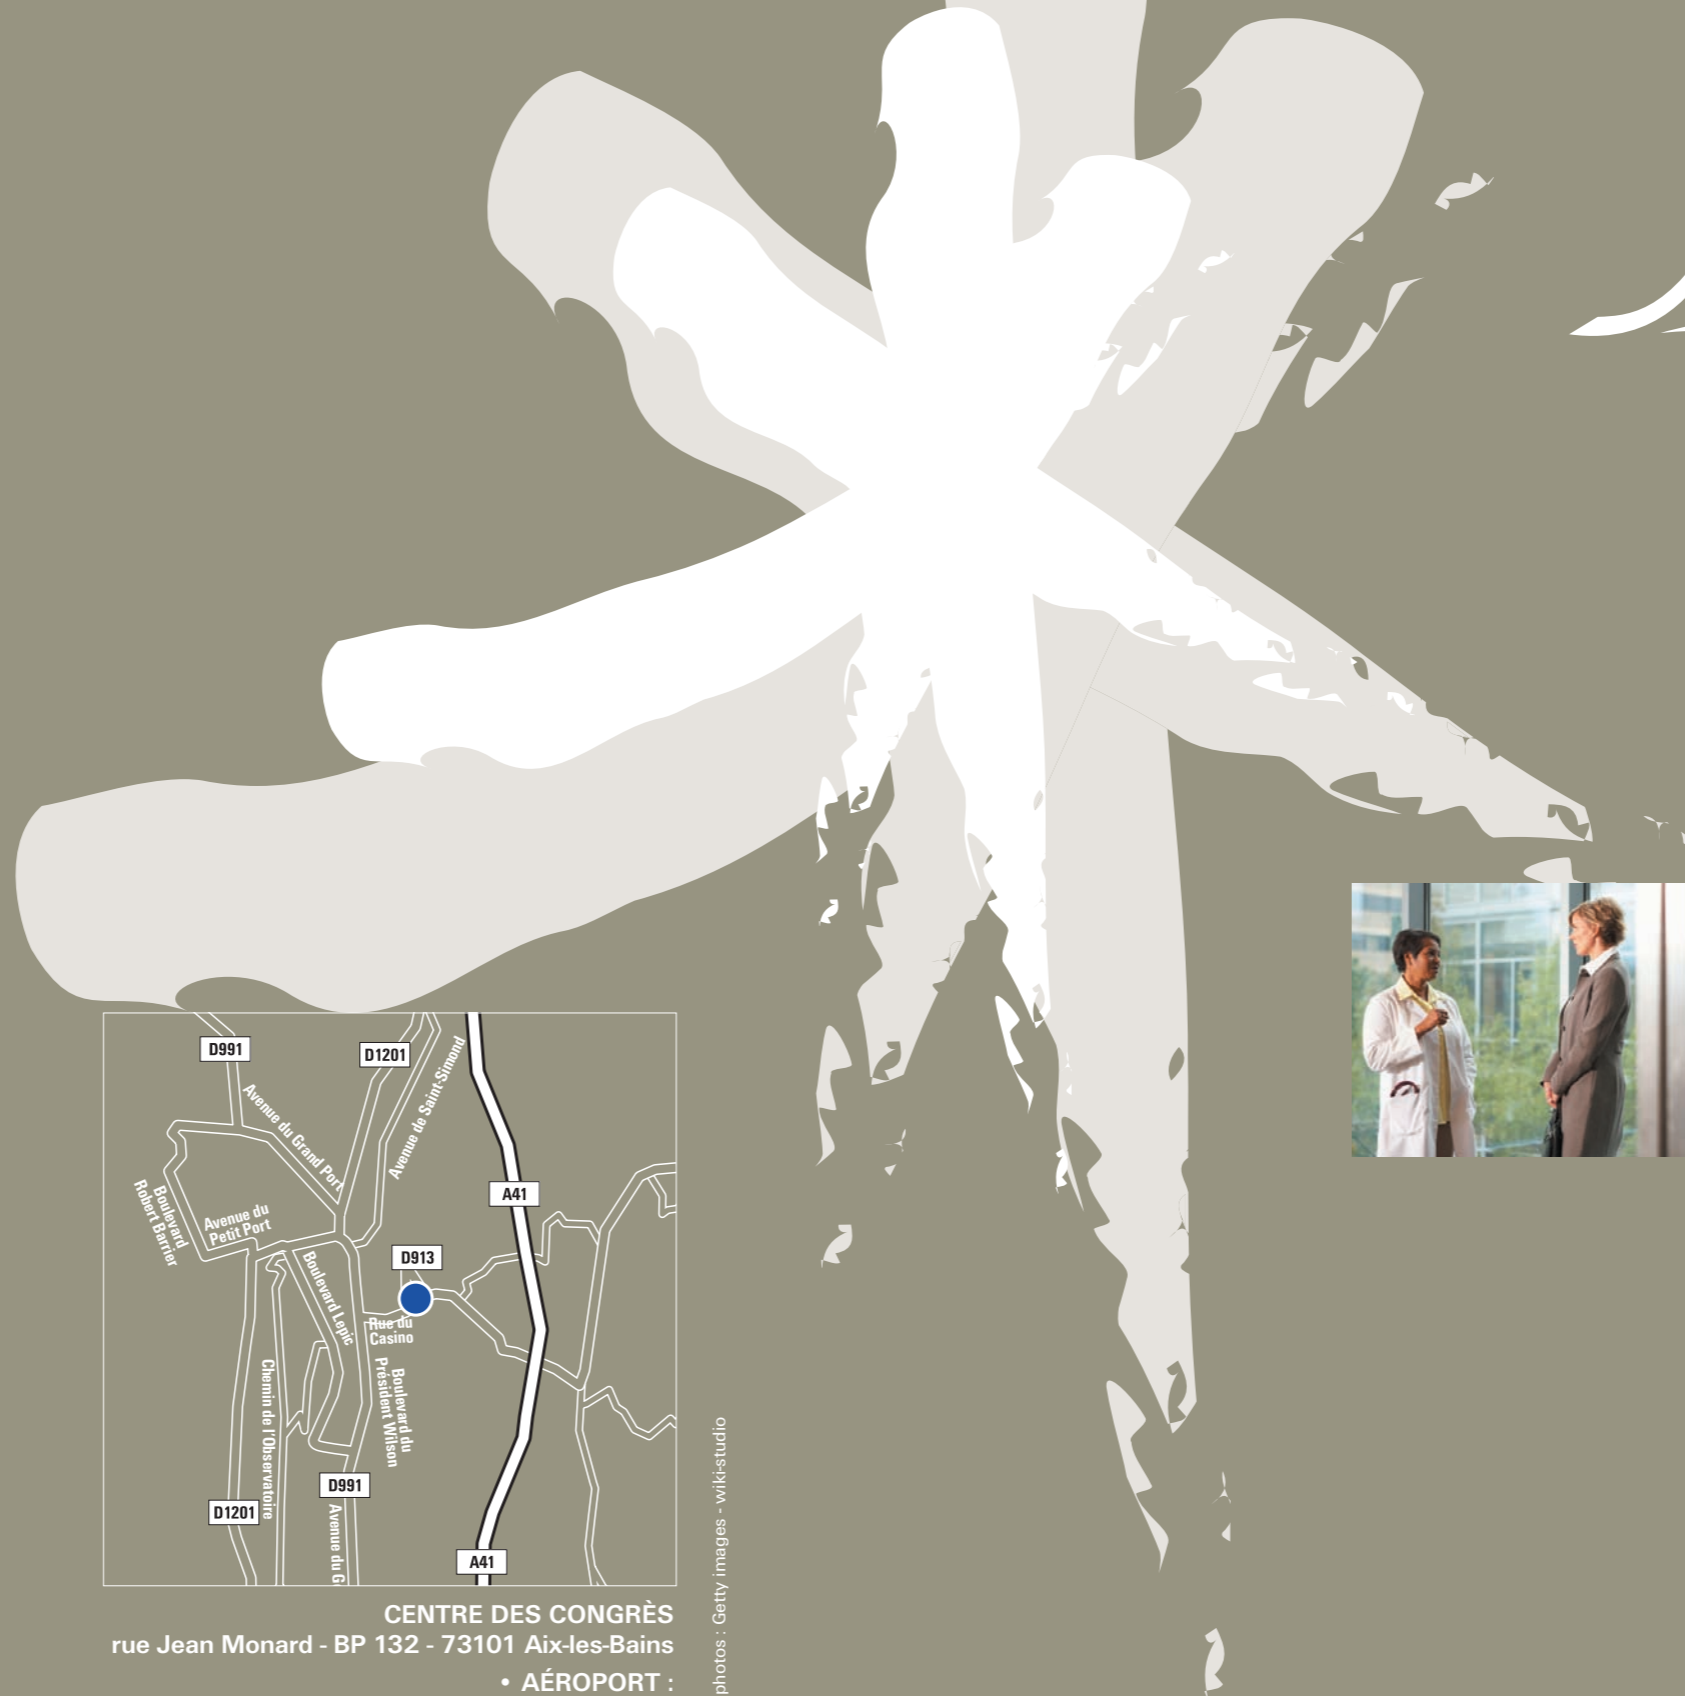 D991
D1201
Avenue de Saint-Simond
Avenue du Grand Port
A41
Boulevard
Robert Barrier
Avenue du
Petit Port
D913
Boulevard Lepic
Rue du
Casino
Chemin de l'Observatoire
Boulevard du
Président Wilson
D991
D1201
Avenue du G
A41
CENTRE DES CONGRÈS
rue Jean Monard - BP 132 - 73101 Aix-les-Bains
• AÉROPORT :
photos : Getty images - wiki-studio